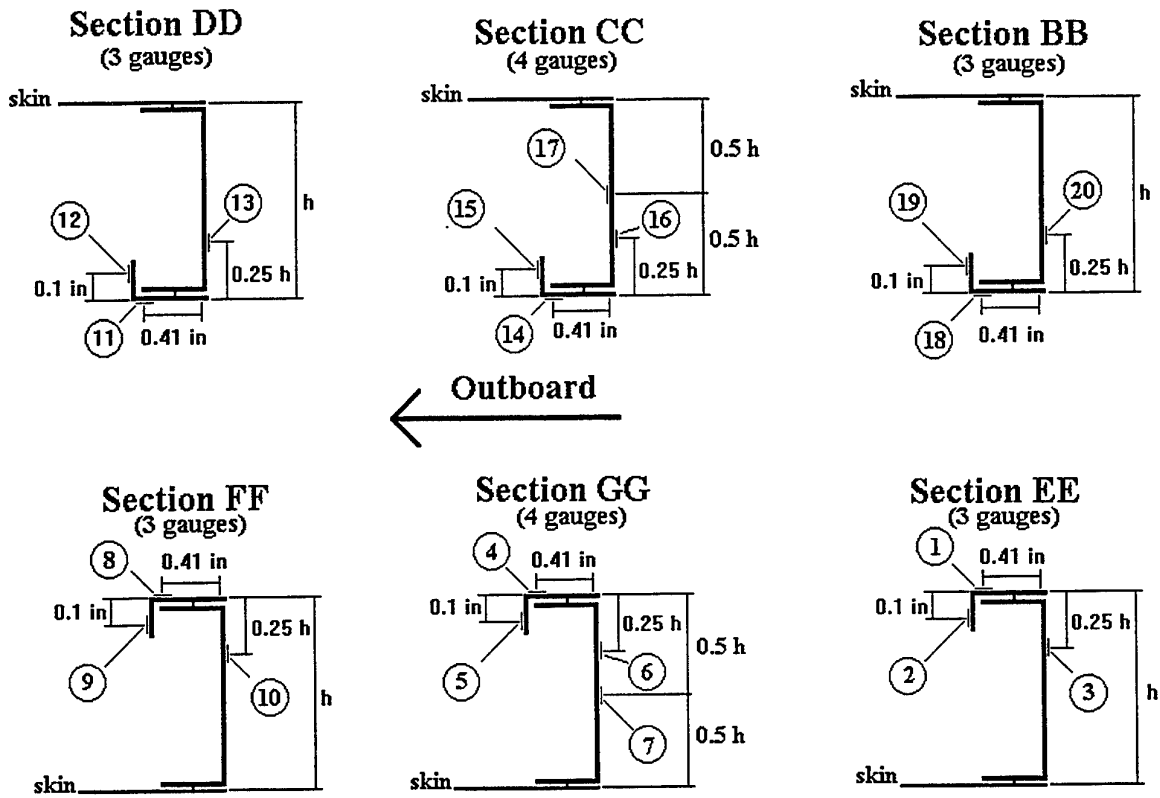 Section DD
(3 gauges)
skin
h
12
13
0.1 in
0.25 h
11
0.41 in
Section CC
(4 gauges)
skin
17
0.5 h
15
16
0.5 h
0.1 in
0.25 h
14
0.41 in
Section BB
(3 gauges)
skin
h
19
20
0.1 in
0.25 h
18
0.41 in
Outboard
Section FF
(3 gauges)
8
0.41 in
0.1 in
0.25 h
9
10
h
skin
Section GG
(4 gauges)
4
0.41 in
0.1 in
0.25 h
0.5 h
5
6
7
0.5 h
skin
Section EE
(3 gauges)
1
0.41 in
0.1 in
0.25 h
2
3
h
skin